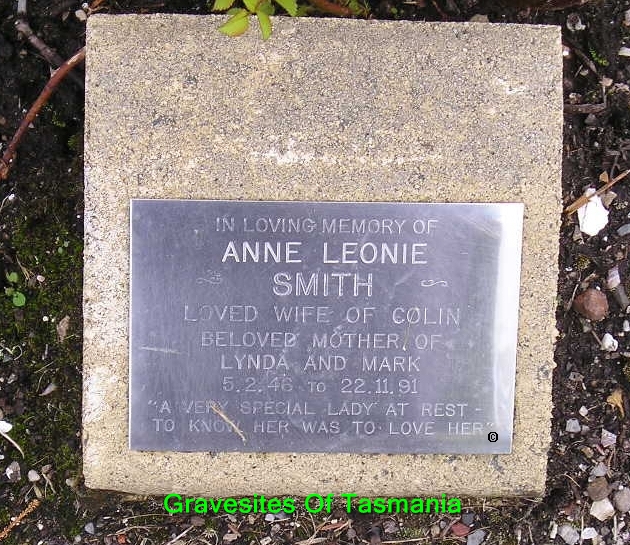 IN LOVING MEMORY OF
ANNE LEONIE
SMITH
LOVED WIFE OF COLIN
BELOVED MOTHER OF
LYNDA AND MARK
5.2.46 TO 22.11.91
"A VERY SPECIAL LADY AT REST -
TO KNOW HER WAS TO LOVE HER"
©
Gravesites Of Tasmania